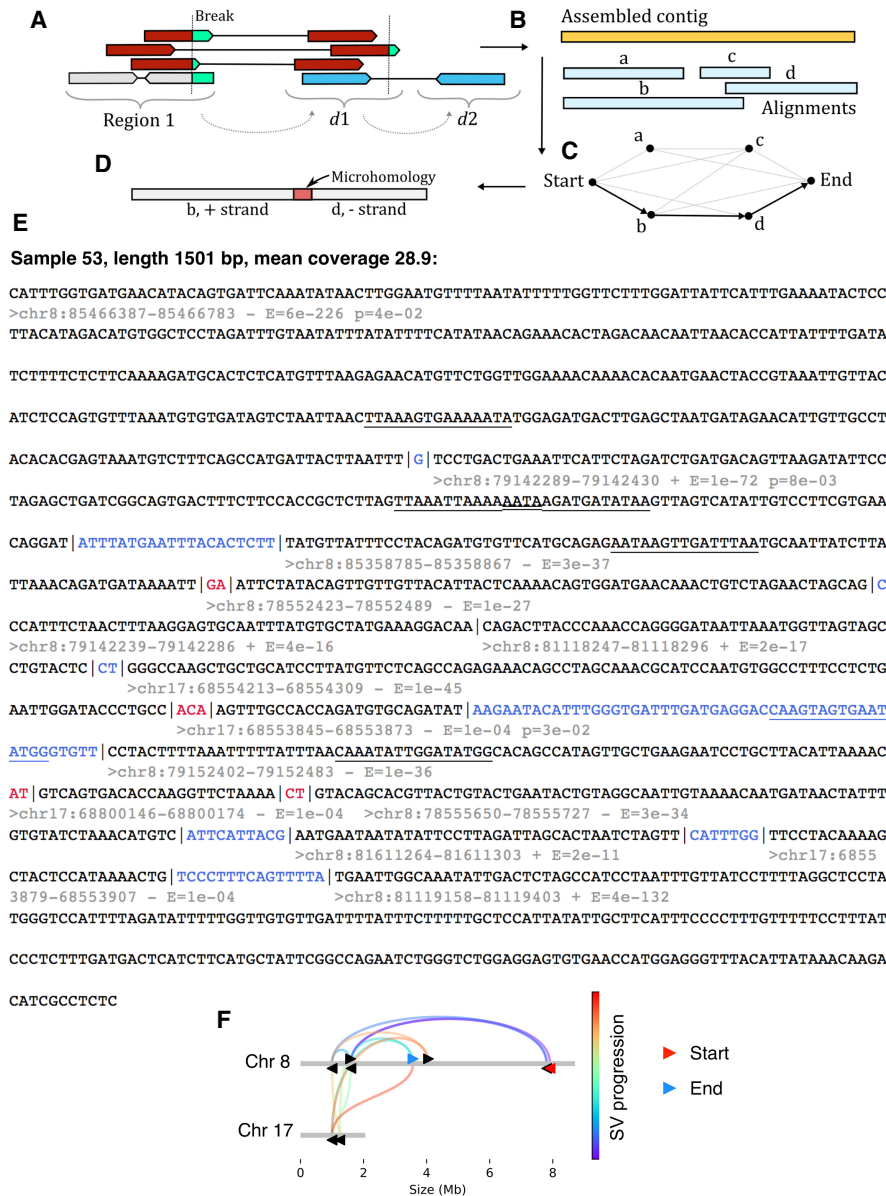 A
Break
Region 1
d1
d2
B
Assembled contig
a
c
b
d
Alignments
C
a
c
Start
End
b
d
D
Microhomology
b, + strand
d, - strand
E
Sample 53, length 1501 bp, mean coverage 28.9:
CATTTGGTGATGAACATACAGTGATTCAAATATAACTTGGAATGTTTTAATATTTTTGGTTCTTTGGATTATTCATTTGAAAATACTCC
>chr8:85466387-85466783 - E=6e-226 p=4e-02
TTACATAGACATGTGGCTCCTAGATTTGTAATATTTATATTTTCATATAACAGAAACACTAGACAACAATTAACACCATTATTTTGATA
TCTTTTCTCTTCAAAAGATGCACTCTCATGTTTAAGAGAACATGTTCTGGTTGGAAAACAAAACACAATGAACTACCGTAAATTGTTAC
ATCTCCAGTGTTTAAATGTGTGATAGTCTAATTAACTTAAAGTGAAAAATATGGAGATGACTTGAGCTAATGATAGAACATTGTTGCCT
ACACACGAGTAAATGTCTTTCAGCCATGATTACTTAATTT|G|TCCTGACTGAAATTCATTCTAGATCTGATGACAGTTAAGATATTCC
>chr8:79142289-79142430 + E=1e-72 p=8e-03
TAGAGCTGATCGGCAGTGACTTTCTTCCACCGCTCTTAGTTAAATTAAAAAATAAGATGATATAAGTTAGTCATATTGTCCTTCGTGAA
CAGGAT|ATTTATGAATTTACACTCTT|TATGTTATTTCCTACAGATGTGTTCATGCAGAGAATAAGTTGATTTAATGCAATTATCTTA
>chr8:85358785-85358867 - E=3e-37
TTAAACAGATGATAAAATT|GA|ATTCTATACAGTTGTTGTTACATTACTCAAAACAGTGGATGAACAAACTGTCTAGAACTAGCAG|C
>chr8:78552423-78552489 - E=1e-27
CCATTTCTAACTTTAAGGAGTGCAATTTATGTGCTATGAAAGGACAA|CAGACTTACCCAAACCAGGGGATAATTAAATGGTTAGTAGC
>chr8:79142239-79142286 + E=4e-16
>chr8:81118247-81118296 + E=2e-17
CTGTACTC|CT|GGGCCAAGCTGCTGCATCCTTATGTTCTCAGCCAGAGAAACAGCCTAGCAAACGCATCCAATGTGGCCTTTCCTCTG
>chr17:68554213-68554309 - E=1e-45
AATTGGATACCCTGCC|ACA|AGTTTGCCACCAGATGTGCAGATAT|AAGAATACATTTGGGTGATTTGATGAGGACCAAGTAGTGAAT
>chr17:68553845-68553873 - E=1e-04 p=3e-02
ATGGGTGTT|CCTACTTTTAAATTTTTATTTAACAAATATTGGATATGGCACAGCCATAGTTGCTGAAGAATCCTGCTTACATTAAAAC
>chr8:79152402-79152483 - E=1e-36
AT|GTCAGTGACACCAAGGTTCTAAAA|CT|GTACAGCACGTTACTGTACTGAATACTGTAGGCAATTGTAAAACAATGATAACTATTT
>chr17:68800146-68800174 - E=1e-04
>chr8:78555650-78555727 - E=3e-34
GTGTATCTAAACATGTC|ATTCATTACG|AATGAATAATATATTCCTTAGATTAGCACTAATCTAGTT|CATTTGG|TTCCTACAAAAG
>chr8:81611264-81611303 + E=2e-11
>chr17:6855
CTACTCCATAAAACTG|TCCCTTTCAGTTTTA|TGAATTGGCAAATATTGACTCTAGCCATCCTAATTTGTTATCCTTTTAGGCTCCTA
3879-68553907 - E=1e-04
>chr8:81119158-81119403 + E=4e-132
TGGGTCCATTTTAGATATTTTTGGTTGTGTTGATTTTATTTCTTTTTGCTCCATTATATTGCTTCATTTCCCCTTTGTTTTTCCTTTAT
CCCTCTTTGATGACTCATCTTCATGCTATTCGGCCAGAATCTGGGTCTGGAGGAGTGTGAACCATGGAGGGTTTACATTATAAACAAGA
CATCGCCTCTC
F
Chr 8
Chr 17
0
2
4
6
8
Size (Mb)
SV progression
Start
End